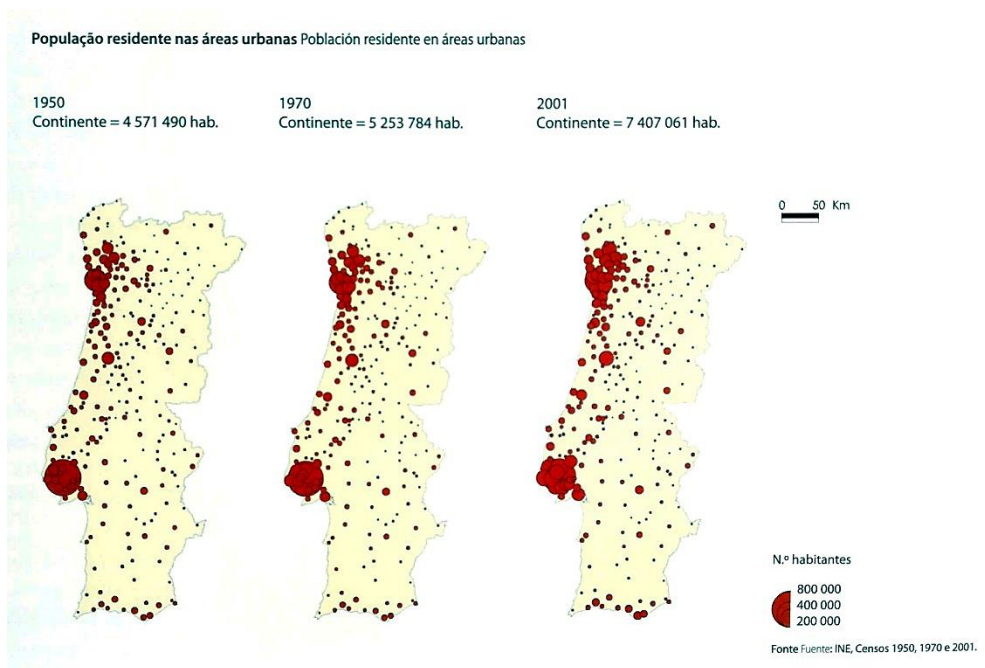 População residente nas áreas urbanas Población residente en áreas urbanas
1950
Continente = 4 571 490 hab.
1970
Continente = 5 253 784 hab.
2001
Continente = 7 407 061 hab.
0 50 Km
N.º habitantes
800 000
400 000
200 000
Fonte Fuente: INE, Censos 1950, 1970 e 2001.